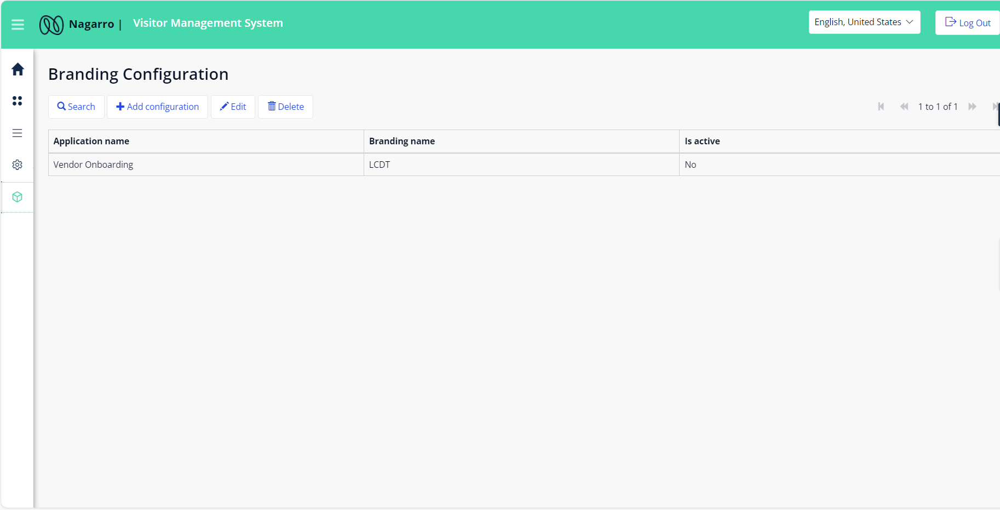 Nagarro | Visitor Management System
English, United States
Log Out
Branding Configuration
Search Add configuration Edit Delete
1 to 1 of 1
Application name Branding name Is active
Vendor Onboarding LCDT No